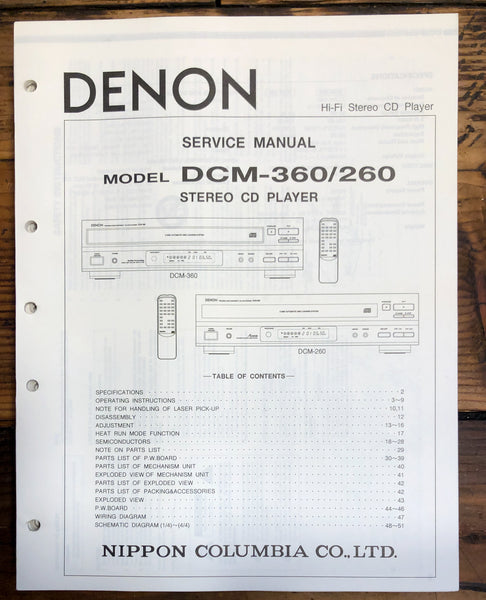 DENON
Hi-Fi Stereo CD Player
SERVICE MANUAL
MODEL DCM-360/260
STEREO CD PLAYER
DENON
DCM-360
DENON
DCM-260
TABLE OF CONTENTS
SPECIFICATIONS 2
OPERATING INSTRUCTIONS 3~9
NOTE FOR HANDLING OF LASER PICK-UP 10,11
DISASSEMBLY 12
ADJUSTMENT 13~16
HEAT RUN MODE FUNCTION 17
SEMICONDUCTORS 18~28
NOTE ON PARTS LIST 29
PARTS LIST OF P.W.BOARD 30~39
PARTS LIST OF MECHANISM UNIT 40
EXPLODED VIEW OF MECHANISM UNIT 41
PARTS LIST OF EXPLODED VIEW 42
PARTS LIST OF PACKING&ACCESSORIES 42
EXPLODED VIEW 43
P.W.BOARD 44~46
WIRING DIAGRAM 47
SCHEMATIC DIAGRAM (1/4)~(4/4) 48~51
NIPPON COLUMBIA CO.,LTD.